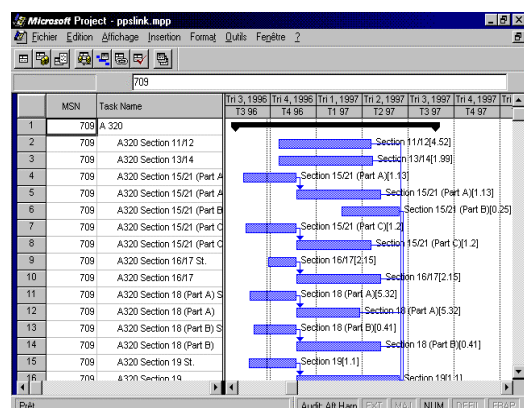 Microsoft Project - ppslink.mpp
Fichier Edition Affichage Insertion Format Outils Fenêtre ?
709
MSN Task Name Tri 3, 1996 Tri 4, 1996 Tri 1, 1997 Tri 2, 1997 Tri 3, 1997 Tri 4, 1997 Tri
T3 96 T4 96 T1 97 T2 97 T3 97 T4 97
1 709 A 320
2 709 A320 Section 11/12 Section 11/12[4.52]
3 709 A320 Section 13/14 Section 13/14[1.99]
4 709 A320 Section 15/21 (Part A Section 15/21 (Part A)[1.13]
5 709 A320 Section 15/21 (Part A Section 15/21 (Part A)[1.13]
6 709 A320 Section 15/21 (Part B Section 15/21 (Part B)[0.25]
7 709 A320 Section 15/21 (Part C Section 15/21 (Part C)[1.2]
8 709 A320 Section 15/21 (Part C Section 15/21 (Part C)[1.2]
9 709 A320 Section 16/17 St. Section 16/17[2.15]
10 709 A320 Section 16/17 Section 16/17[2.15]
11 709 A320 Section 18 (Part A) S Section 18 (Part A)[5.32]
12 709 A320 Section 18 (Part A) Section 18 (Part A)[5.32]
13 709 A320 Section 18 (Part B) S Section 18 (Part B)[0.41]
14 709 A320 Section 18 (Part B) Section 18 (Part B)[0.41]
15 709 A320 Section 19 St. Section 19[1.1]
16 709 A320 Section 19 Section 19[1.1]
Prêt Audit Aft Harp EXT MAJ NUM DEFIL FRAP